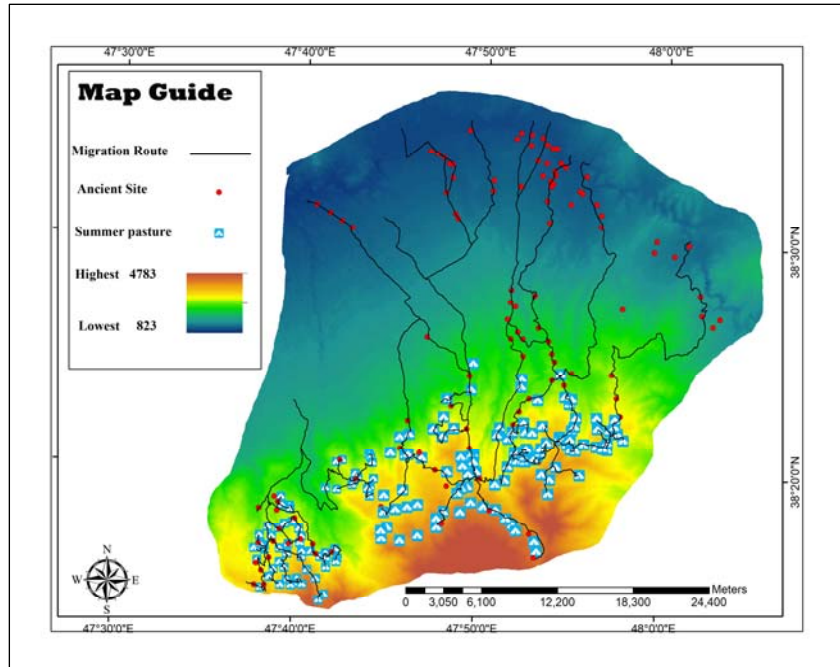 47°30'0"E 47°40'0"E 47°50'0"E 48°0'0"E
Map Guide
Migration Route
Ancient Site
Summer pasture
Highest 4783
Lowest 823
38°30'0"N
38°20'0"N
N
W E
S
Meters
0 3,050 6,100 12,200 18,300 24,400
47°30'0"E 47°40'0"E 47°50'0"E 48°0'0"E